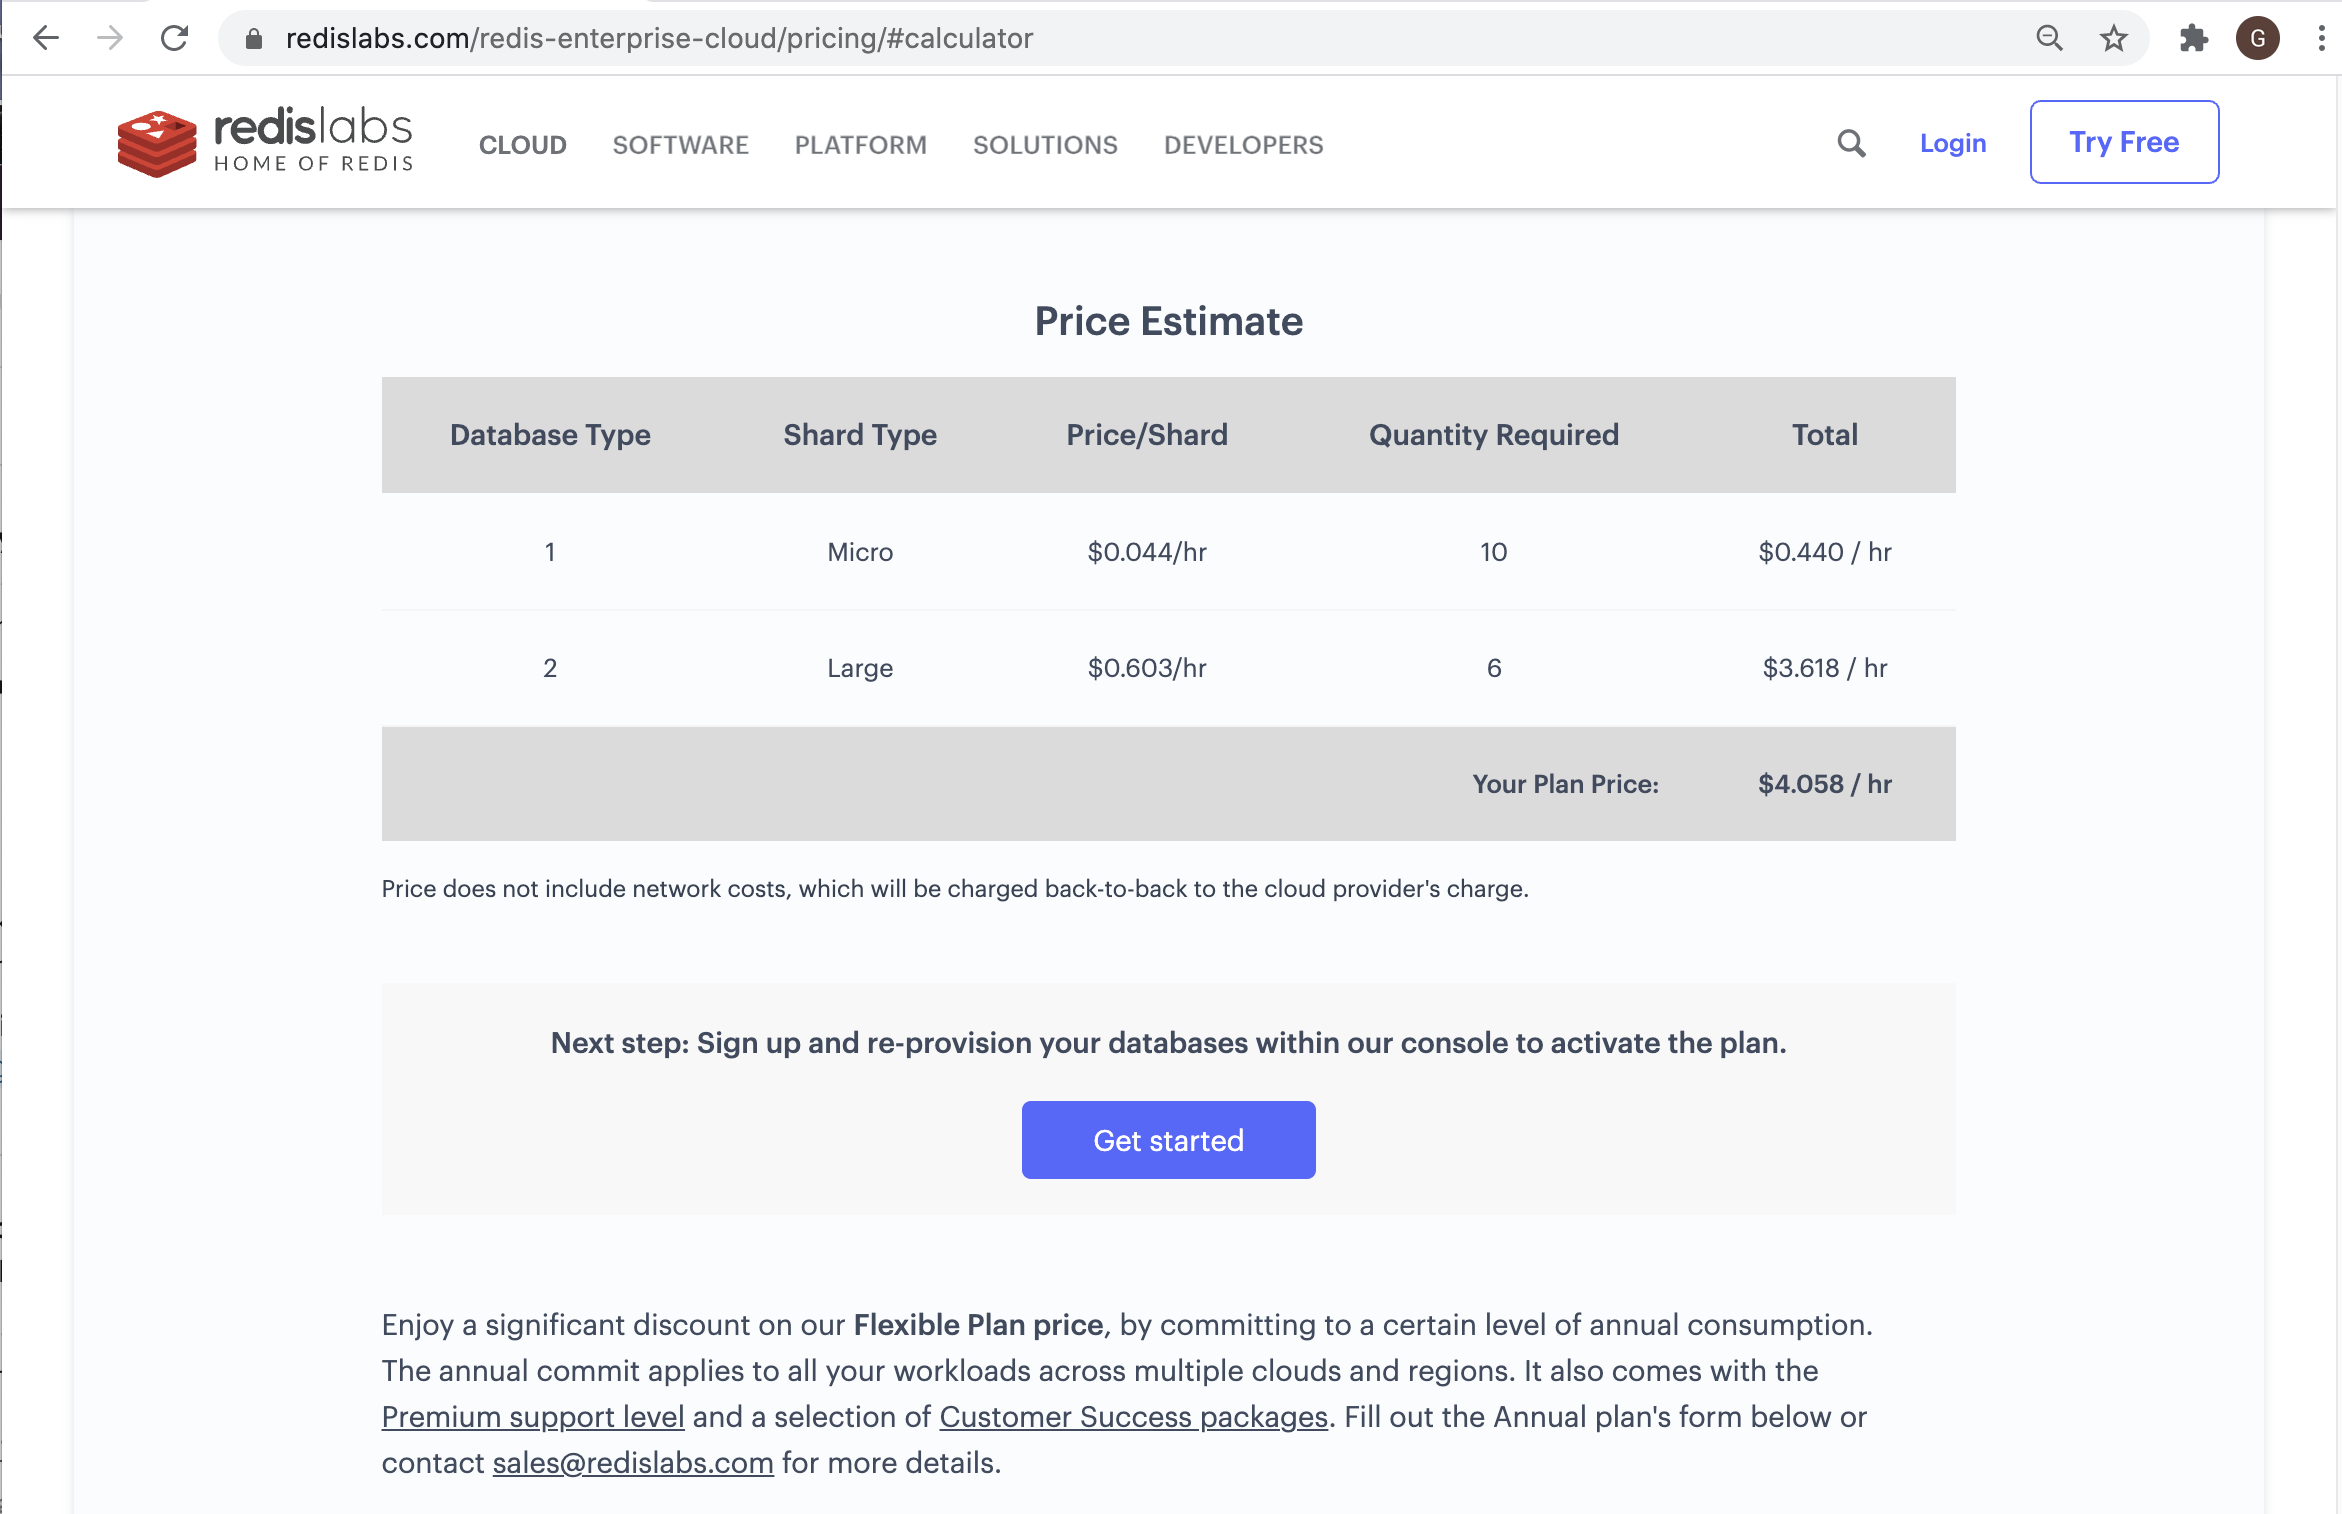 redislabs.com/redis-enterprise-cloud/pricing/#calculator
G
redislabs
HOME OF REDIS
CLOUD SOFTWARE PLATFORM SOLUTIONS DEVELOPERS
Login
Try Free
Price Estimate
Database Type Shard Type Price/Shard Quantity Required Total
1 Micro $0.044/hr 10 $0.440 / hr
2 Large $0.603/hr 6 $3.618 / hr
Your Plan Price: $4.058 / hr
Price does not include network costs, which will be charged back-to-back to the cloud provider's charge.
Next step: Sign up and re-provision your databases within our console to activate the plan.
Get started
Enjoy a significant discount on our Flexible Plan price, by committing to a certain level of annual consumption.
The annual commit applies to all your workloads across multiple clouds and regions. It also comes with the
Premium support level and a selection of Customer Success packages. Fill out the Annual plan's form below or
contact sales@redislabs.com for more details.